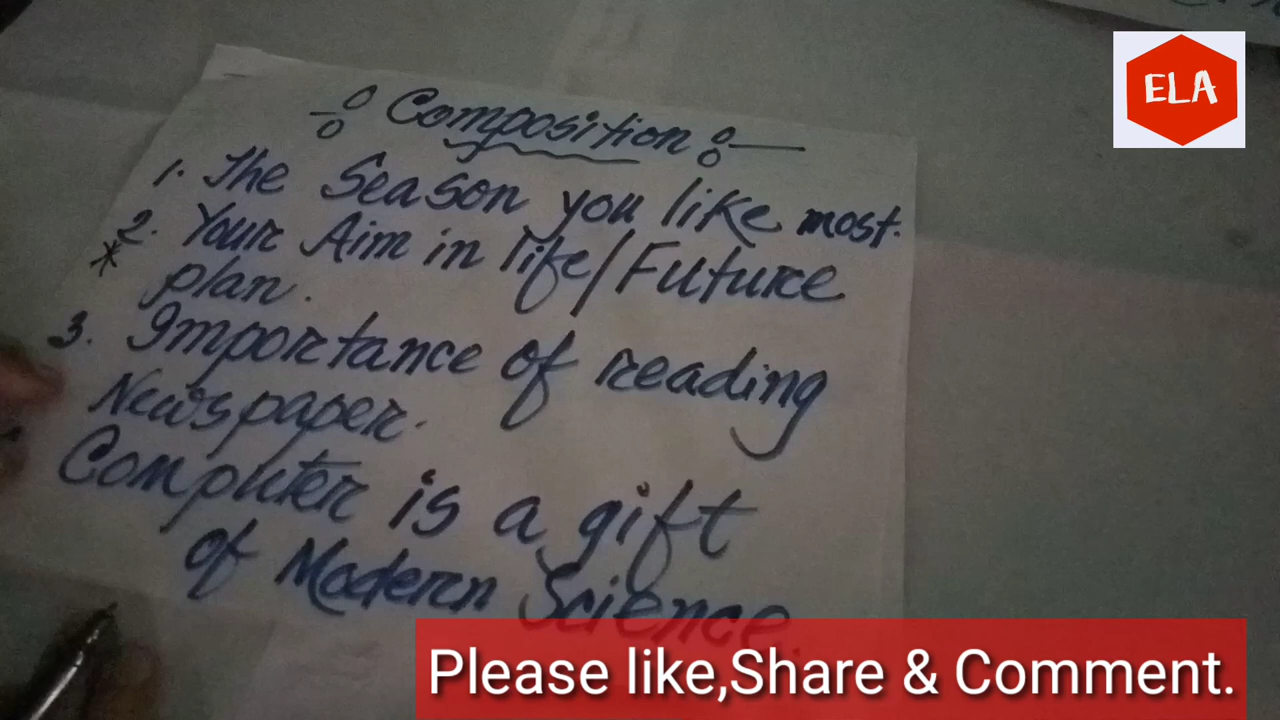 ELA
-: Composition :-
1. The Season you like most.
2. Your Aim in life/Future
* plan.
3. Importance of reading
Newspaper.
Computer is a gift
of Modern Science.
Please like,Share & Comment.